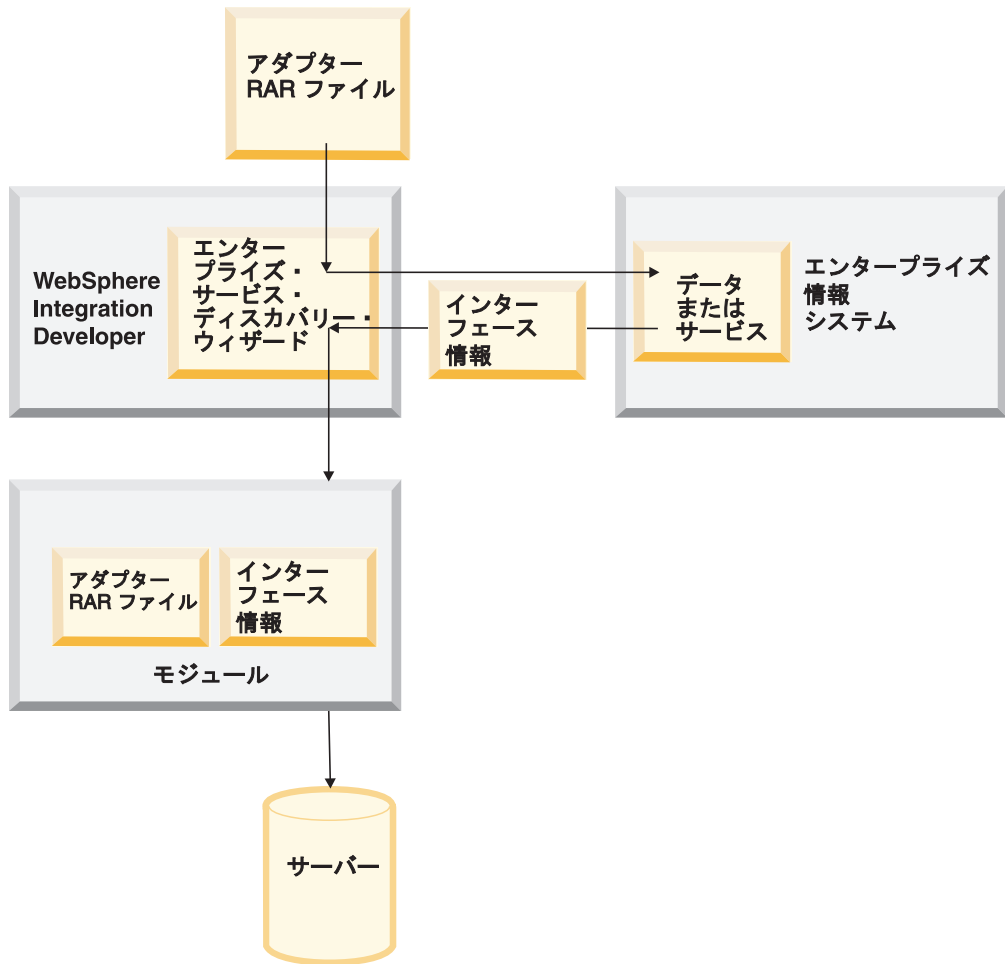 アダプター
RAR ファイル
WebSphere
Integration
Developer
エンター
プライズ・
サービス・
ディスカバリー・
ウィザード
インター
フェース
情報
データ
または
サービス
エンタープライズ
情報
システム
アダプター
RAR ファイル
インター
フェース
情報
モジュール
サーバー